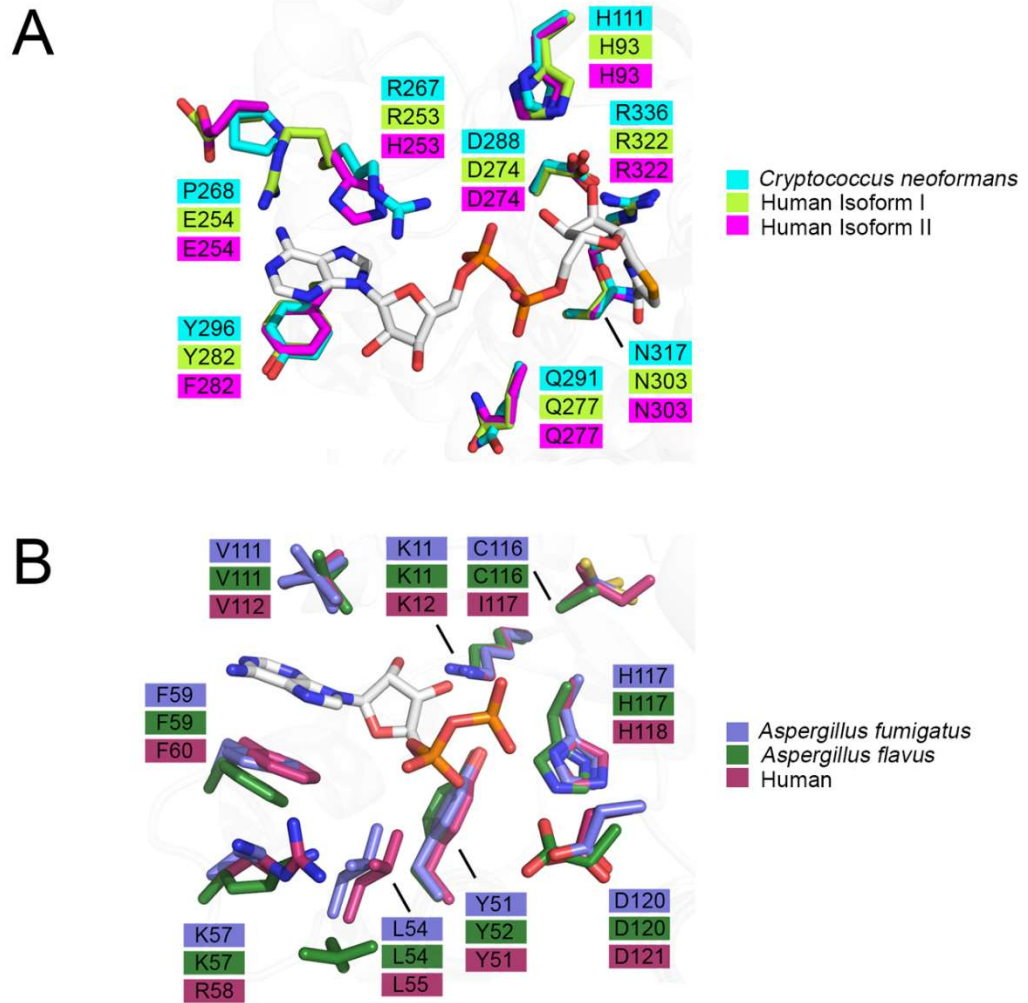 A
H111
H93
H93
R267
R253
H253
R336
R322
R322
D288
D274
D274
P268
E254
E254
Cryptococcus neoformans
Human Isoform I
Human Isoform II
Y296
Y282
F282
N317
N303
N303
Q291
Q277
Q277
B
V111
V111
V112
K11
K11
K12
C116
C116
I117
F59
F59
F60
H117
H117
H118
Aspergillus fumigatus
Aspergillus flavus
Human
K57
K57
R58
L54
L54
L55
Y51
Y52
Y51
D120
D120
D121